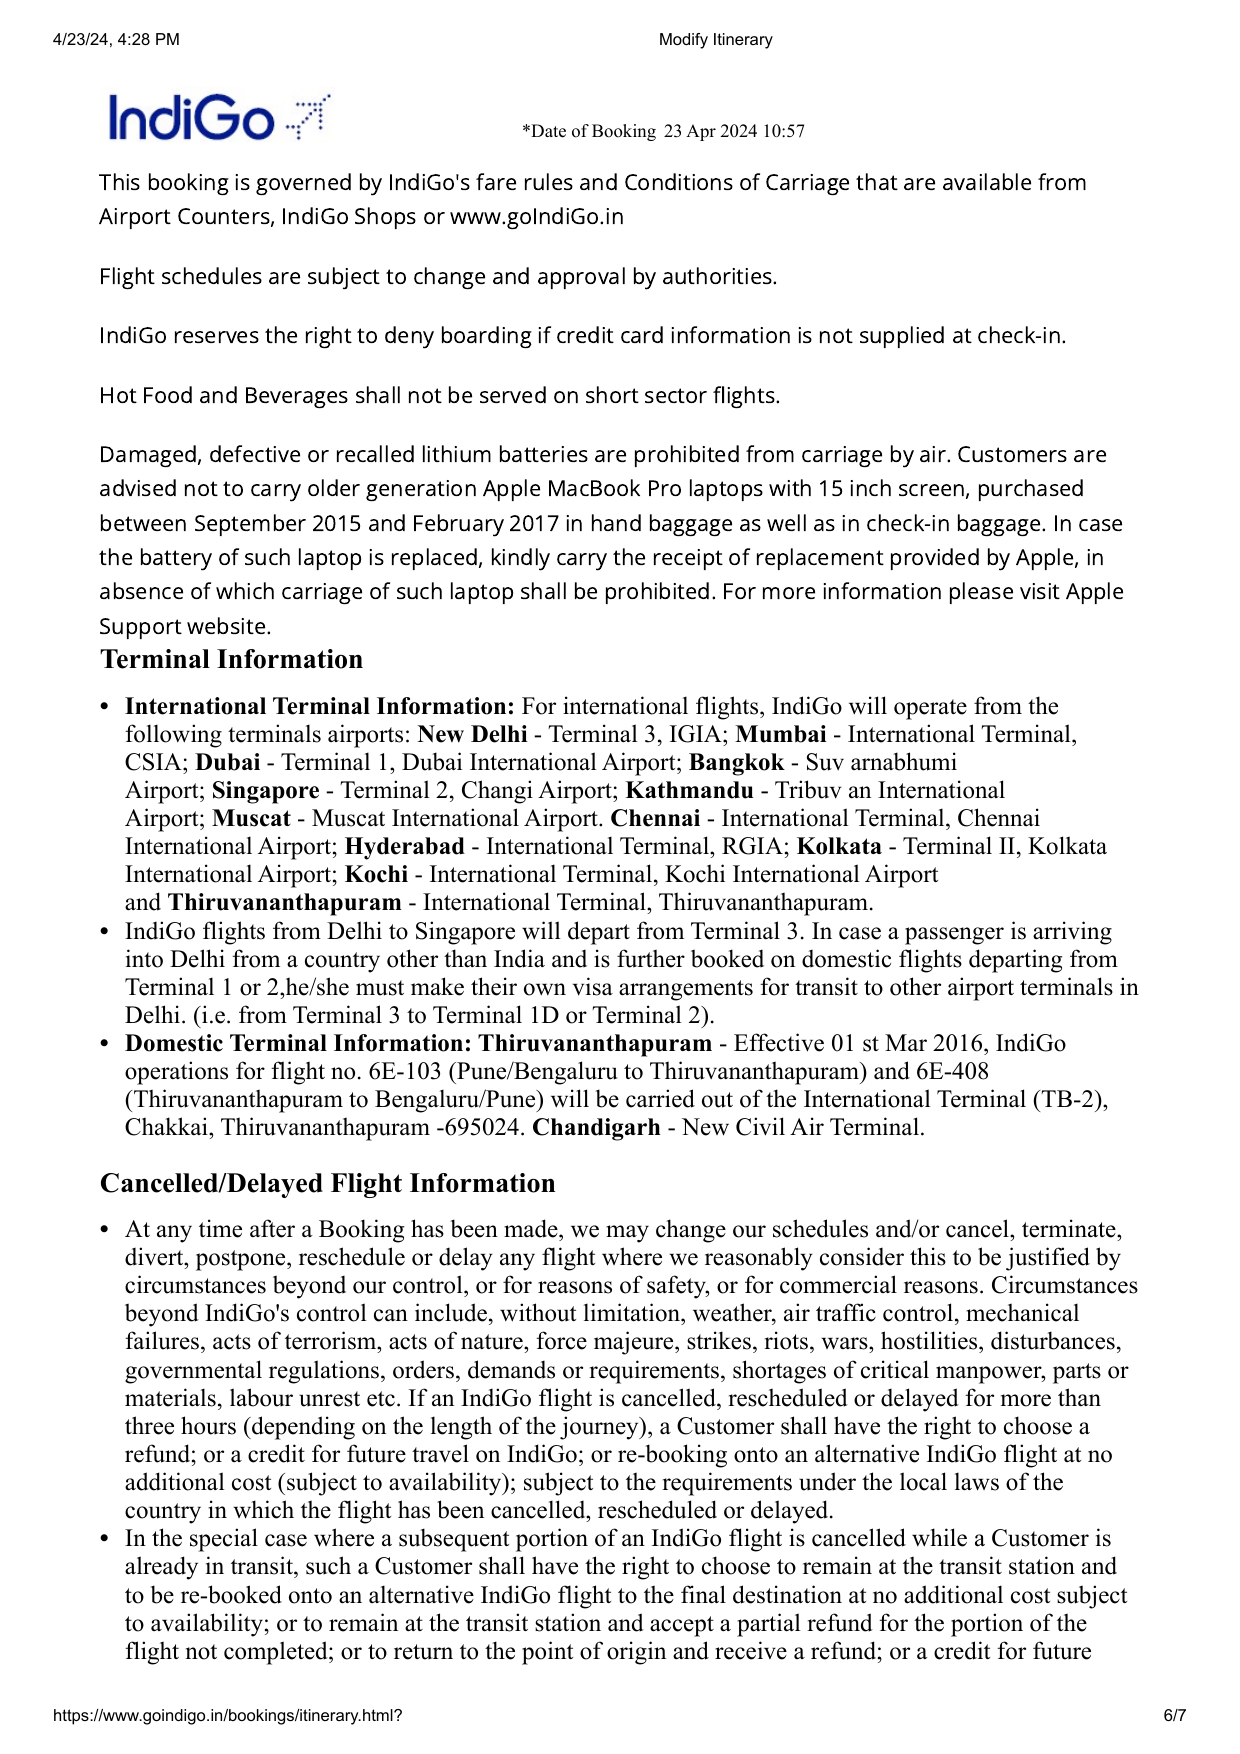 4/23/24, 4:28 PM
Modify Itinerary
IndiGo
*Date of Booking 23 Apr 2024 10:57
This booking is governed by IndiGo's fare rules and Conditions of Carriage that are available from
Airport Counters, IndiGo Shops or www.goIndiGo.in
Flight schedules are subject to change and approval by authorities.
IndiGo reserves the right to deny boarding if credit card information is not supplied at check-in.
Hot Food and Beverages shall not be served on short sector flights.
Damaged, defective or recalled lithium batteries are prohibited from carriage by air. Customers are
advised not to carry older generation Apple MacBook Pro laptops with 15 inch screen, purchased
between September 2015 and February 2017 in hand baggage as well as in check-in baggage. In case
the battery of such laptop is replaced, kindly carry the receipt of replacement provided by Apple, in
absence of which carriage of such laptop shall be prohibited. For more information please visit Apple
Support website.
Terminal Information
• International Terminal Information: For international flights, IndiGo will operate from the
following terminals airports: New Delhi - Terminal 3, IGIA; Mumbai - International Terminal,
CSIA; Dubai - Terminal 1, Dubai International Airport; Bangkok - Suv arnabhumi
Airport; Singapore - Terminal 2, Changi Airport; Kathmandu - Tribuv an International
Airport; Muscat - Muscat International Airport. Chennai - International Terminal, Chennai
International Airport; Hyderabad - International Terminal, RGIA; Kolkata - Terminal II, Kolkata
International Airport; Kochi - International Terminal, Kochi International Airport
and Thiruvananthapuram - International Terminal, Thiruvananthapuram.
• IndiGo flights from Delhi to Singapore will depart from Terminal 3. In case a passenger is arriving
into Delhi from a country other than India and is further booked on domestic flights departing from
Terminal 1 or 2,he/she must make their own visa arrangements for transit to other airport terminals in
Delhi. (i.e. from Terminal 3 to Terminal 1D or Terminal 2).
• Domestic Terminal Information: Thiruvananthapuram - Effective 01 st Mar 2016, IndiGo
operations for flight no. 6E-103 (Pune/Bengaluru to Thiruvananthapuram) and 6E-408
(Thiruvananthapuram to Bengaluru/Pune) will be carried out of the International Terminal (TB-2),
Chakkai, Thiruvananthapuram -695024. Chandigarh - New Civil Air Terminal.
Cancelled/Delayed Flight Information
• At any time after a Booking has been made, we may change our schedules and/or cancel, terminate,
divert, postpone, reschedule or delay any flight where we reasonably consider this to be justified by
circumstances beyond our control, or for reasons of safety, or for commercial reasons. Circumstances
beyond IndiGo's control can include, without limitation, weather, air traffic control, mechanical
failures, acts of terrorism, acts of nature, force majeure, strikes, riots, wars, hostilities, disturbances,
governmental regulations, orders, demands or requirements, shortages of critical manpower, parts or
materials, labour unrest etc. If an IndiGo flight is cancelled, rescheduled or delayed for more than
three hours (depending on the length of the journey), a Customer shall have the right to choose a
refund; or a credit for future travel on IndiGo; or re-booking onto an alternative IndiGo flight at no
additional cost (subject to availability); subject to the requirements under the local laws of the
country in which the flight has been cancelled, rescheduled or delayed.
• In the special case where a subsequent portion of an IndiGo flight is cancelled while a Customer is
already in transit, such a Customer shall have the right to choose to remain at the transit station and
to be re-booked onto an alternative IndiGo flight to the final destination at no additional cost subject
to availability; or to remain at the transit station and accept a partial refund for the portion of the
flight not completed; or to return to the point of origin and receive a refund; or a credit for future
https://www.goindigo.in/bookings/itinerary.html?
6/7